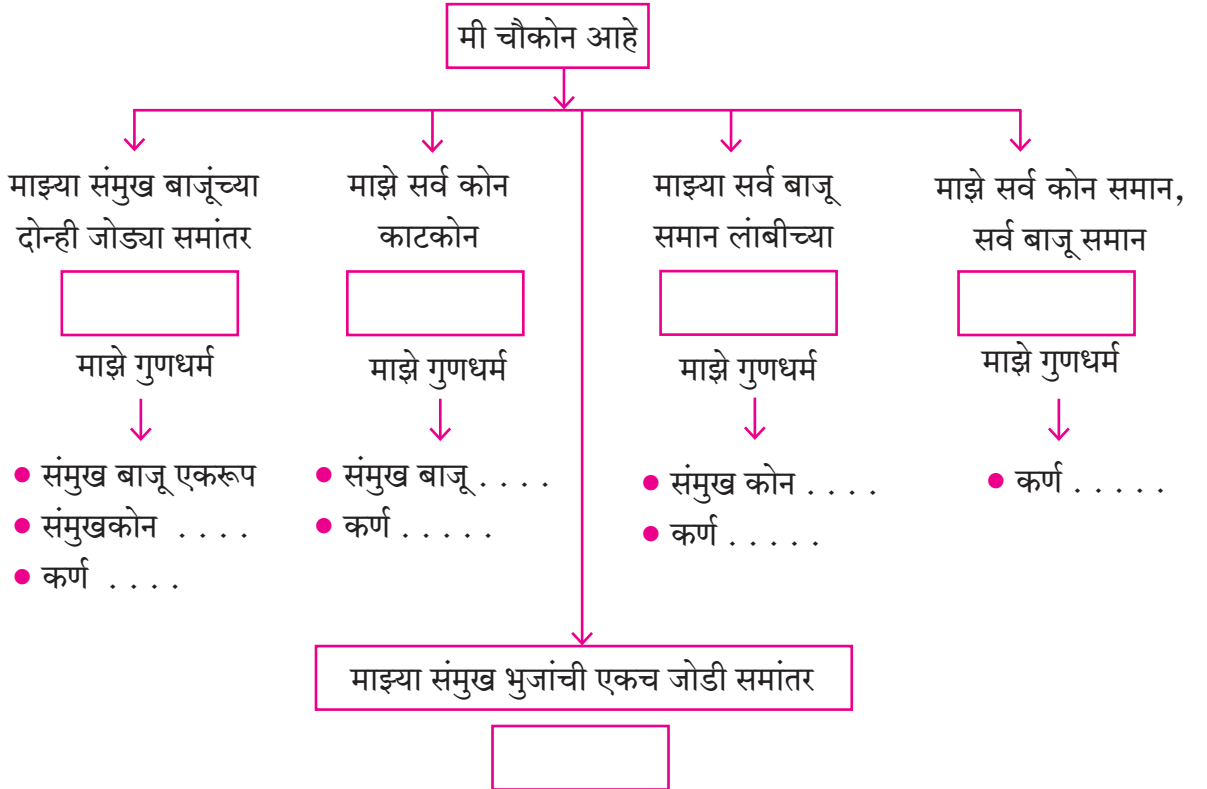 मी चौकोन आहे
माझ्या संमुख बाजूंच्या
दोन्ही जोड्या समांतर
माझे गुणधर्म
● संमुख बाजू एकरूप
● संमुखकोन . . . .
● कर्ण . . . .
माझे सर्व कोन
काटकोन
माझे गुणधर्म
● संमुख बाजू . . . .
● कर्ण . . . . .
माझ्या सर्व बाजू
समान लांबीच्या
माझे गुणधर्म
● संमुख कोन . . . .
● कर्ण . . . . .
माझे सर्व कोन समान,
सर्व बाजू समान
माझे गुणधर्म
● कर्ण . . . . .
माझ्या संमुख भुजांची एकच जोडी समांतर